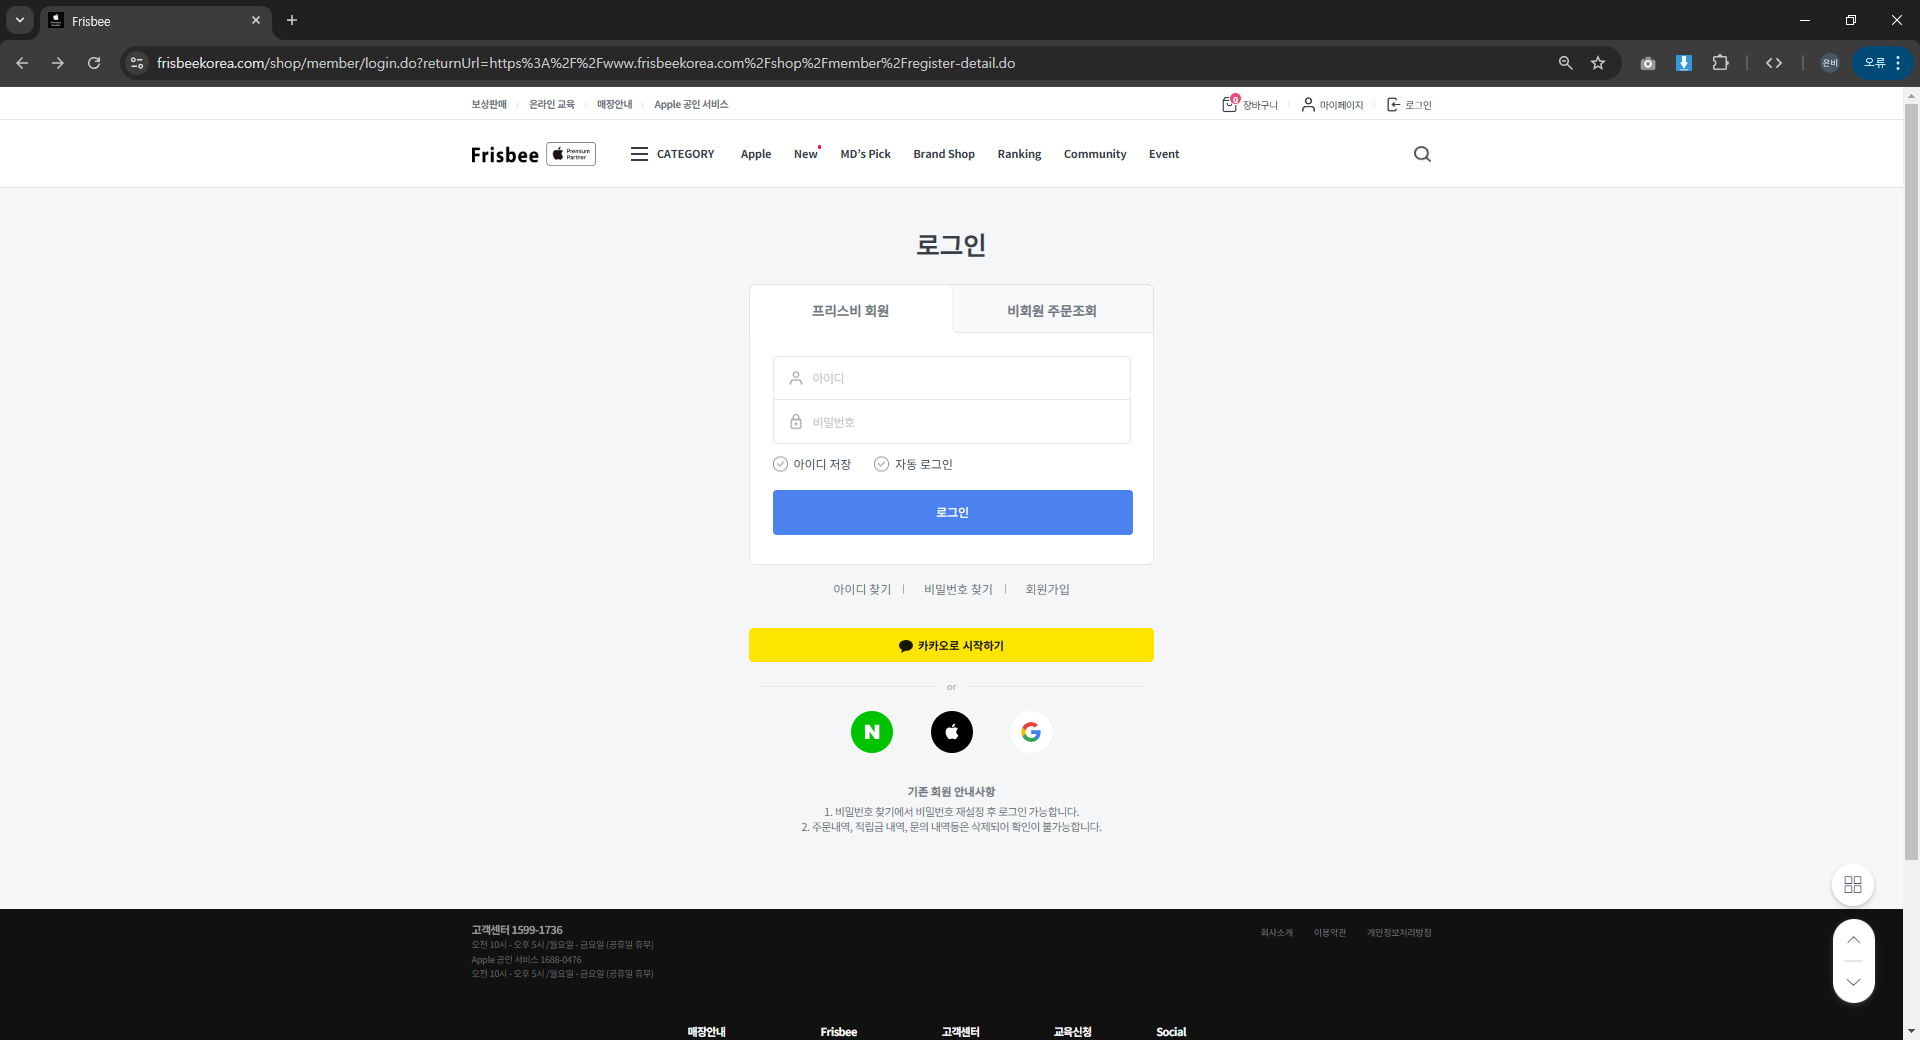 Frisbee
frisbeekorea.com/shop/member/login.do?returnUrl=https%3A%2F%2Fwww.frisbeekorea.com%2Fshop%2Fmember%2Fregister-detail.do
은비
오류
보상판매 온라인 교육 매장안내 Apple 공인 서비스
0 장바구니 마이페이지 로그인
Frisbee Premium Partner
CATEGORY Apple New MD's Pick Brand Shop Ranking Community Event
로그인
프리스비 회원 비회원 주문조회
아이디
비밀번호
아이디 저장 자동 로그인
로그인
아이디 찾기 비밀번호 찾기 회원가입
카카오로 시작하기
or
N G
기존 회원 안내사항
1. 비밀번호 찾기에서 비밀번호 재설정 후 로그인 가능합니다.
2. 주문내역, 적립금 내역, 문의 내역등은 삭제되어 확인이 불가능합니다.
고객센터 1599-1736
오전 10시 - 오후 5시 /월요일 - 금요일 (공휴일 휴무)
Apple 공인 서비스 1688-0476
오전 10시 - 오후 5시 /월요일 - 금요일 (공휴일 휴무)
회사소개 이용약관 개인정보처리방침
매장안내 Frisbee 고객센터 교육신청 Social